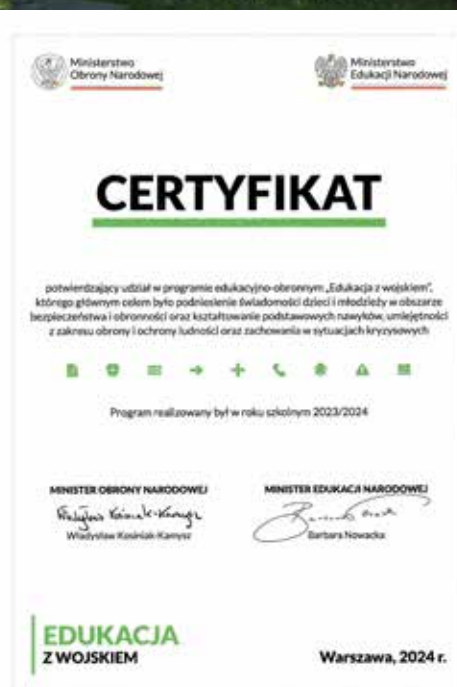 Ministerstwo
Obrony Narodowej
Ministerstwo
Edukacji Narodowej
CERTYFIKAT
potwierdzający udział w programie edukacyjno-obronnym „Edukacja z wojskiem”,
którego głównym celem było podniesienie świadomości dzieci i młodzieży w obszarze
bezpieczeństwa i obronności oraz kształtowanie podstawowych nawyków, umiejętności
z zakresu obrony i ochrony ludności oraz zachowania w sytuacjach kryzysowych
Program realizowany był w roku szkolnym 2023/2024
MINISTER OBRONY NARODOWEJ
MINISTER EDUKACJI NARODOWEJ
Władysław Kosiniak-Kamysz
Władysław Kosiniak-Kamysz
Barbara Nowacka
EDUKACJA
Z WOJSKIEM
Warszawa, 2024 r.